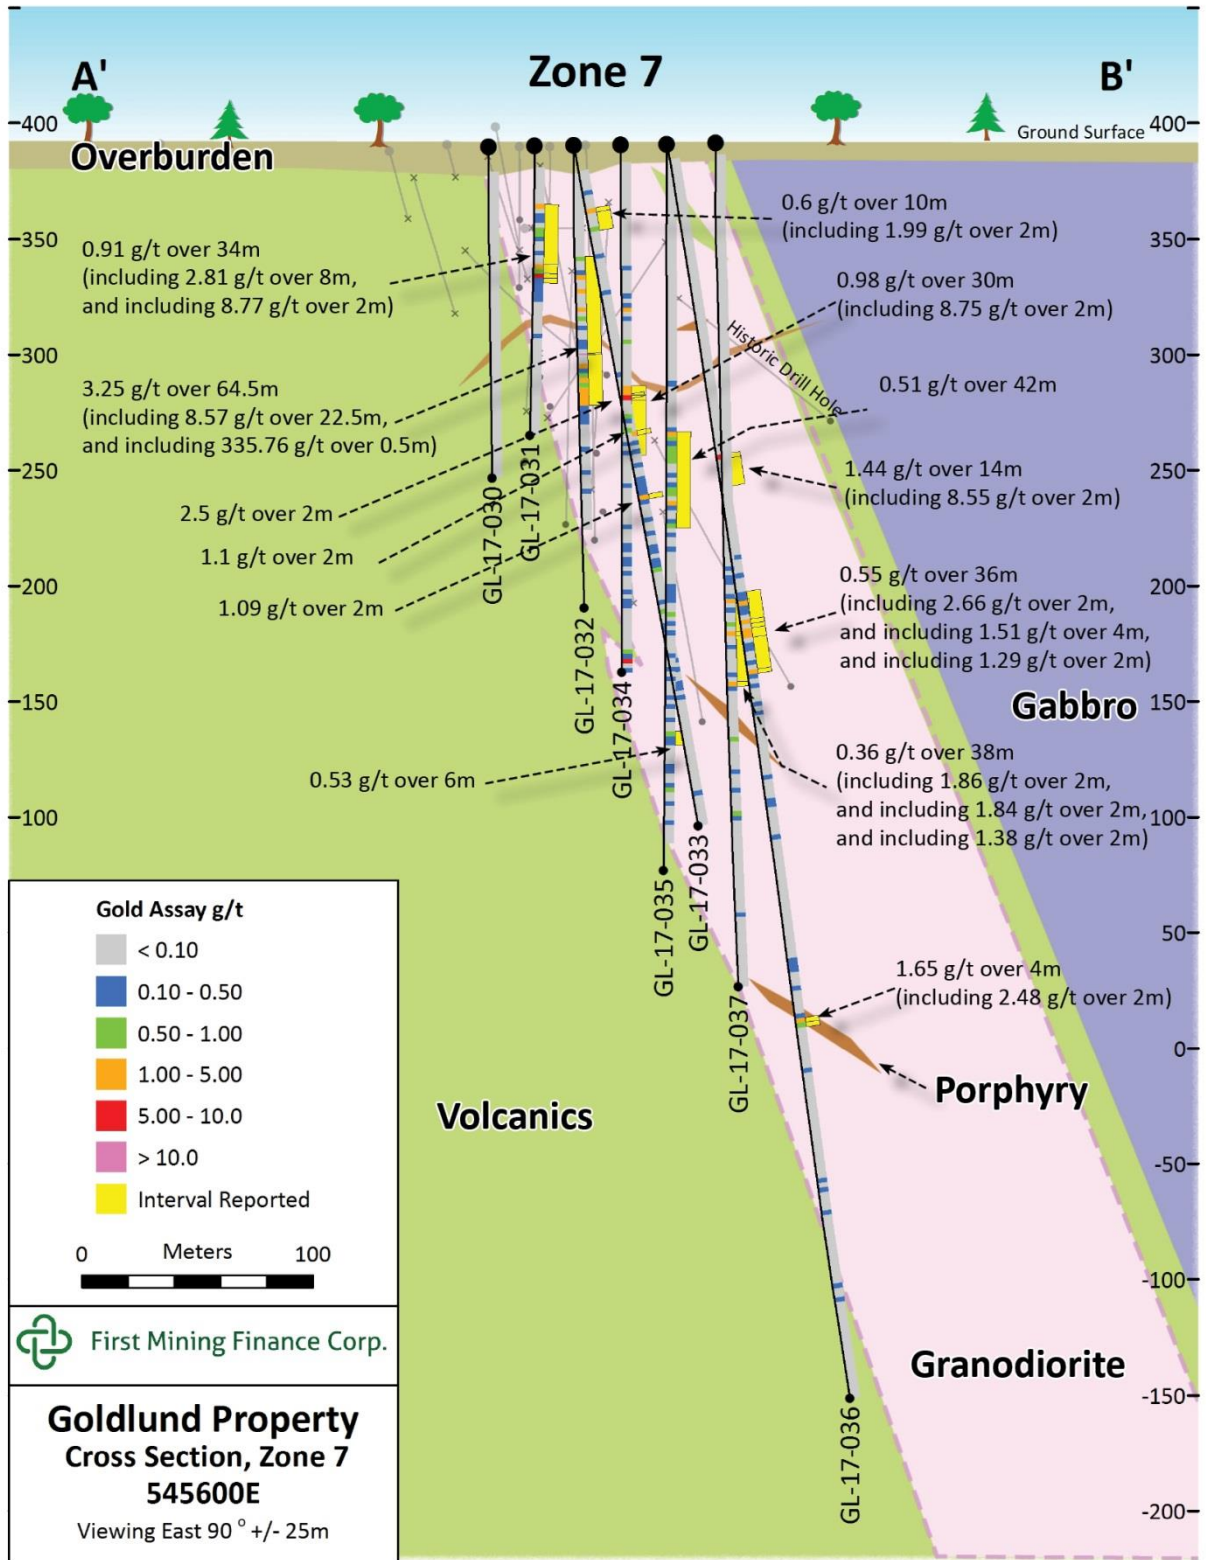 Zone 7
A'
B'
400
400
Ground Surface
Overburden
0.6 g/t over 10m
(including 1.99 g/t over 2m)
350
350
0.91 g/t over 34m
(including 2.81 g/t over 8m,
and including 8.77 g/t over 2m)
0.98 g/t over 30m
(including 8.75 g/t over 2m)
Historic Drill Hole
300
300
3.25 g/t over 64.5m
(including 8.57 g/t over 22.5m,
and including 335.76 g/t over 0.5m)
0.51 g/t over 42m
250
250
1.44 g/t over 14m
(including 8.55 g/t over 2m)
2.5 g/t over 2m
1.1 g/t over 2m
1.09 g/t over 2m
GL-17-030
GL-17-031
GL-17-032
GL-17-034
200
200
0.55 g/t over 36m
(including 2.66 g/t over 2m,
and including 1.51 g/t over 4m,
and including 1.29 g/t over 2m)
150
150
Gabbro
0.53 g/t over 6m
0.36 g/t over 38m
(including 1.86 g/t over 2m,
and including 1.84 g/t over 2m,
and including 1.38 g/t over 2m)
100
100
GL-17-035
GL-17-033
GL-17-037
50
1.65 g/t over 4m
(including 2.48 g/t over 2m)
0
Porphyry
Volcanics
-50
-100
Granodiorite
-150
GL-17-036
-200
Gold Assay g/t
< 0.10
0.10 - 0.50
0.50 - 1.00
1.00 - 5.00
5.00 - 10.0
> 10.0
Interval Reported
0 Meters 100
First Mining Finance Corp.
Goldlund Property
Cross Section, Zone 7
545600E
Viewing East 90 ° +/- 25m